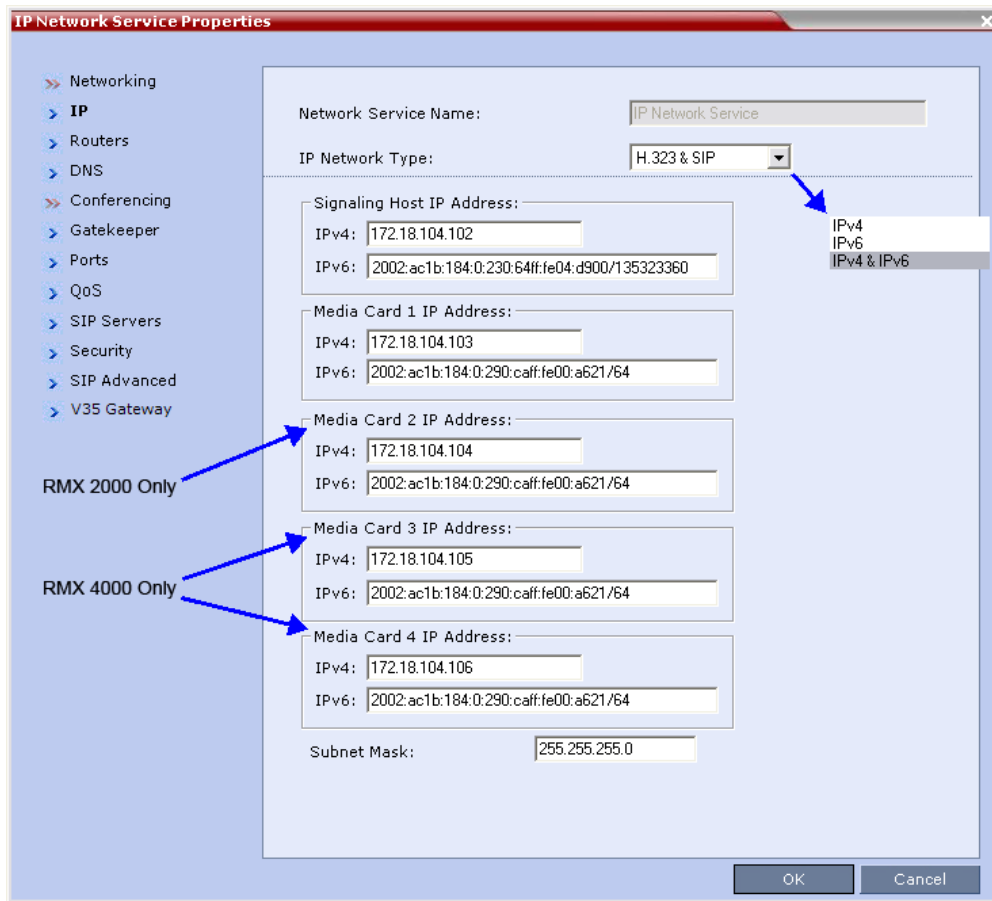 IP Network Service Properties
Networking
IP
Routers
DNS
Conferencing
Gatekeeper
Ports
QoS
SIP Servers
Security
SIP Advanced
V35 Gateway
RMX 2000 Only
RMX 4000 Only
Network Service Name: IP Network Service
IP Network Type: H.323 & SIP
IPv4
IPv6
IPv4 & IPv6
Signaling Host IP Address:
IPv4: 172.18.104.102
IPv6: 2002:ac1b:184:0:230:64ff:fe04:d900/135323360
Media Card 1 IP Address:
IPv4: 172.18.104.103
IPv6: 2002:ac1b:184:0:290:caff:fe00:a621/64
Media Card 2 IP Address:
IPv4: 172.18.104.104
IPv6: 2002:ac1b:184:0:290:caff:fe00:a621/64
Media Card 3 IP Address:
IPv4: 172.18.104.105
IPv6: 2002:ac1b:184:0:290:caff:fe00:a621/64
Media Card 4 IP Address:
IPv4: 172.18.104.106
IPv6: 2002:ac1b:184:0:290:caff:fe00:a621/64
Subnet Mask: 255.255.255.0
OK Cancel